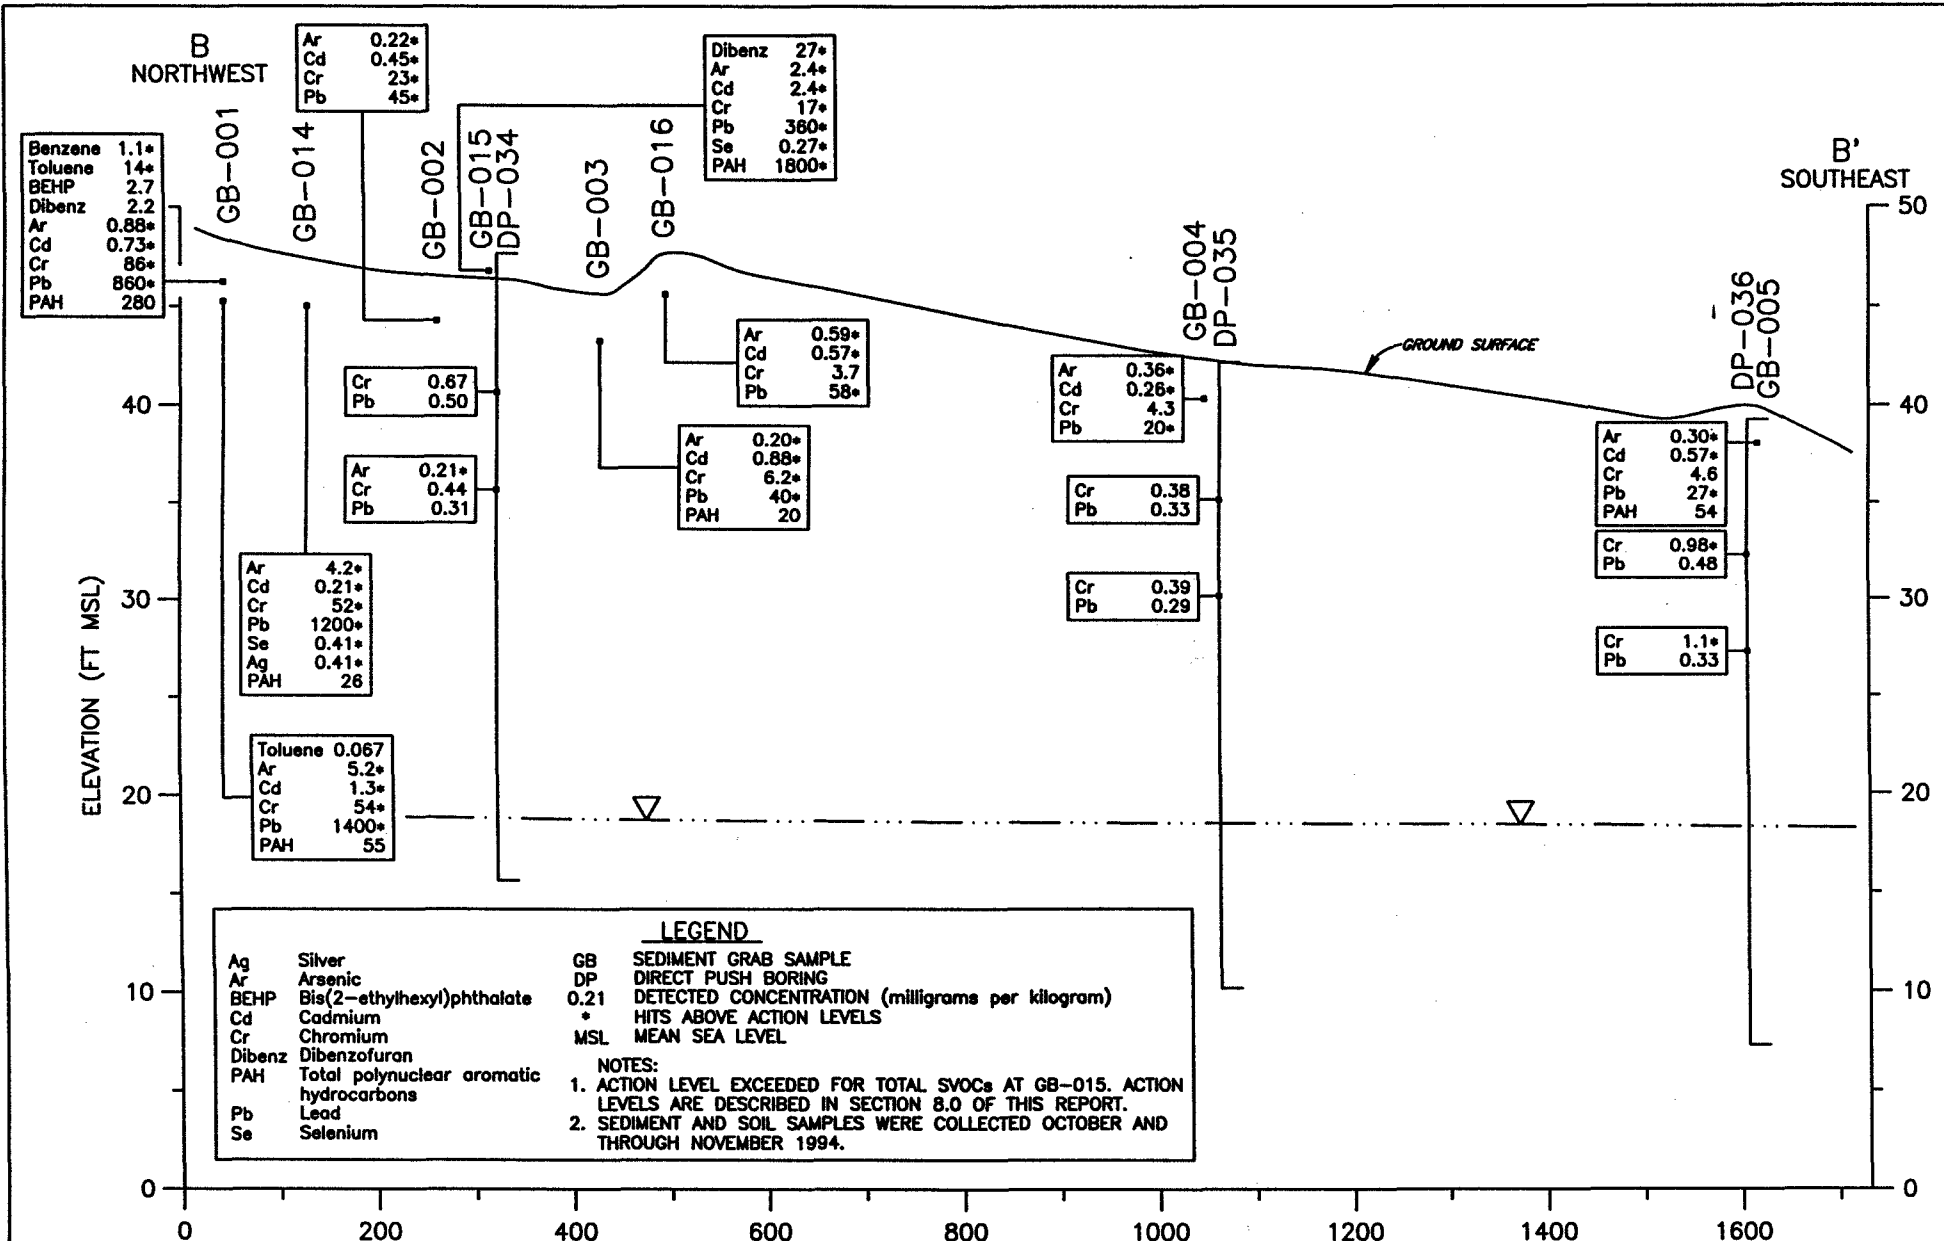 B
NORTHWEST
Ar 0.22*
Cd 0.45*
Cr 23*
Pb 45*
Dibenz 27*
Ar 2.4*
Cd 2.4*
Cr 17*
Pb 360*
Se 0.27*
PAH 1800*
B'
SOUTHEAST
Benzene 1.1*
Toluene 14*
BEHP 2.7
Dibenz 2.2
Ar 0.88*
Cd 0.73*
Cr 86*
Pb 860*
PAH 280
GB-001
GB-014
GB-002
GB-015
DP-034
GB-003
GB-016
GB-004
DP-035
DP-036
GB-005
GROUND SURFACE
Ar 0.59*
Cd 0.57*
Cr 3.7
Pb 58*
Cr 0.67
Pb 0.50
Ar 0.36*
Cd 0.26*
Cr 4.3
Pb 20*
Ar 0.20*
Cd 0.88*
Cr 6.2*
Pb 40*
PAH 20
Ar 0.30*
Cd 0.57*
Cr 4.6
Pb 27*
PAH 54
Ar 0.21*
Cr 0.44
Pb 0.31
Cr 0.38
Pb 0.33
Cr 0.98*
Pb 0.48
Ar 4.2*
Cd 0.21*
Cr 52*
Pb 1200*
Se 0.41*
Ag 0.41*
PAH 26
Cr 0.39
Pb 0.29
Cr 1.1*
Pb 0.33
Toluene 0.067
Ar 5.2*
Cd 1.3*
Cr 54*
Pb 1400*
PAH 55
ELEVATION (FT MSL)
40
30
20
10
0
50
40
30
20
10
0
LEGEND
Ag Silver
Ar Arsenic
BEHP Bis(2-ethylhexyl)phthalate
Cd Cadmium
Cr Chromium
Dibenz Dibenzofuran
PAH Total polynuclear aromatic
hydrocarbons
Pb Lead
Se Selenium
GB SEDIMENT GRAB SAMPLE
DP DIRECT PUSH BORING
0.21 DETECTED CONCENTRATION (milligrams per kilogram)
* HITS ABOVE ACTION LEVELS
MSL MEAN SEA LEVEL
NOTES:
1. ACTION LEVEL EXCEEDED FOR TOTAL SVOCs AT GB-015. ACTION
LEVELS ARE DESCRIBED IN SECTION 8.0 OF THIS REPORT.
2. SEDIMENT AND SOIL SAMPLES WERE COLLECTED OCTOBER AND
THROUGH NOVEMBER 1994.
0 200 400 600 800 1000 1200 1400 1600